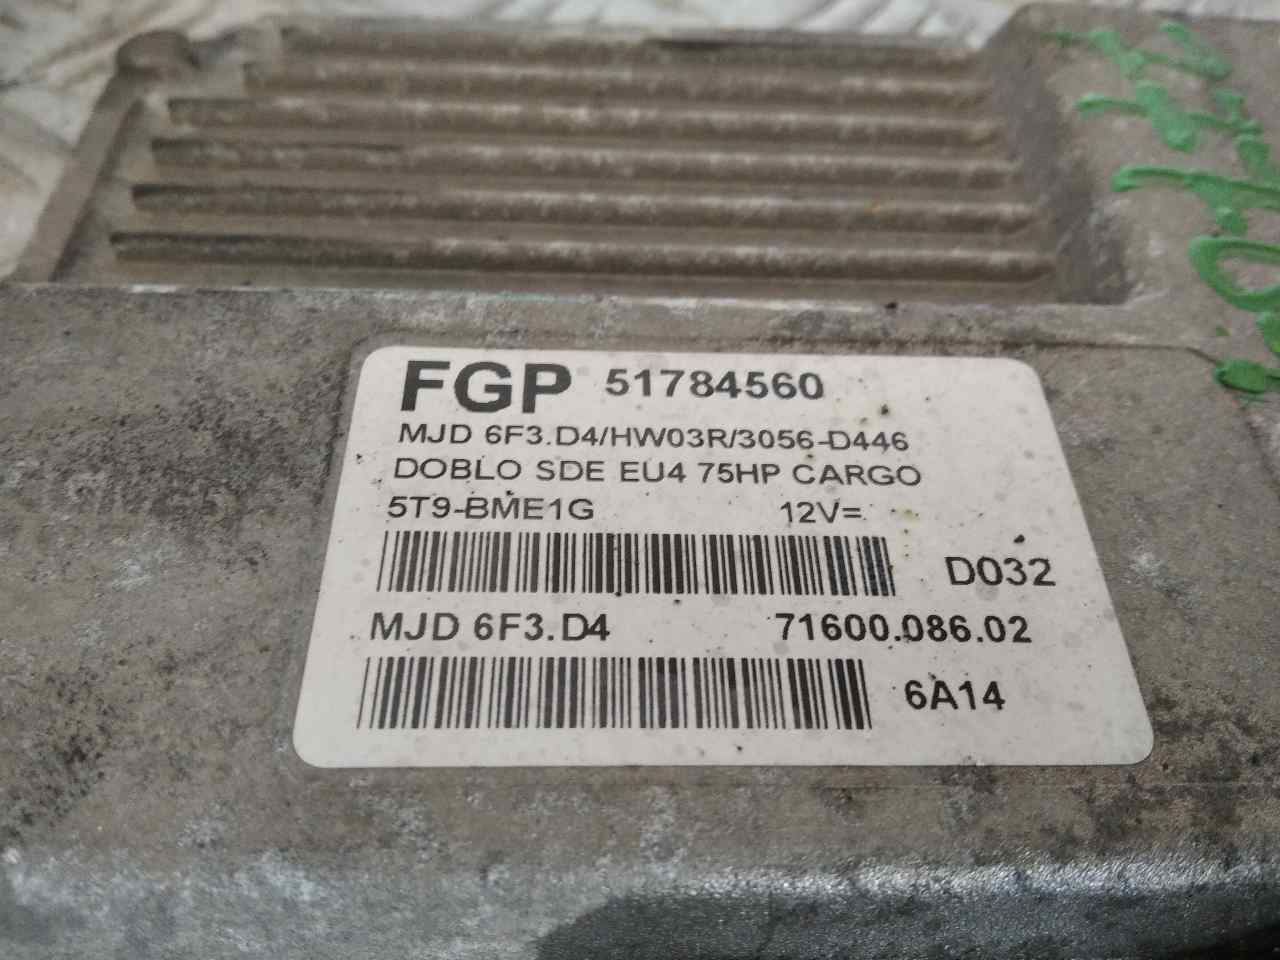 FGP 51784560
MJD 6F3.D4/HW03R/3056-D446
DOBLO SDE EU4 75HP CARGO
5T9-BME1G 12V=
D032
MJD 6F3.D4 71600.086.02
6A14